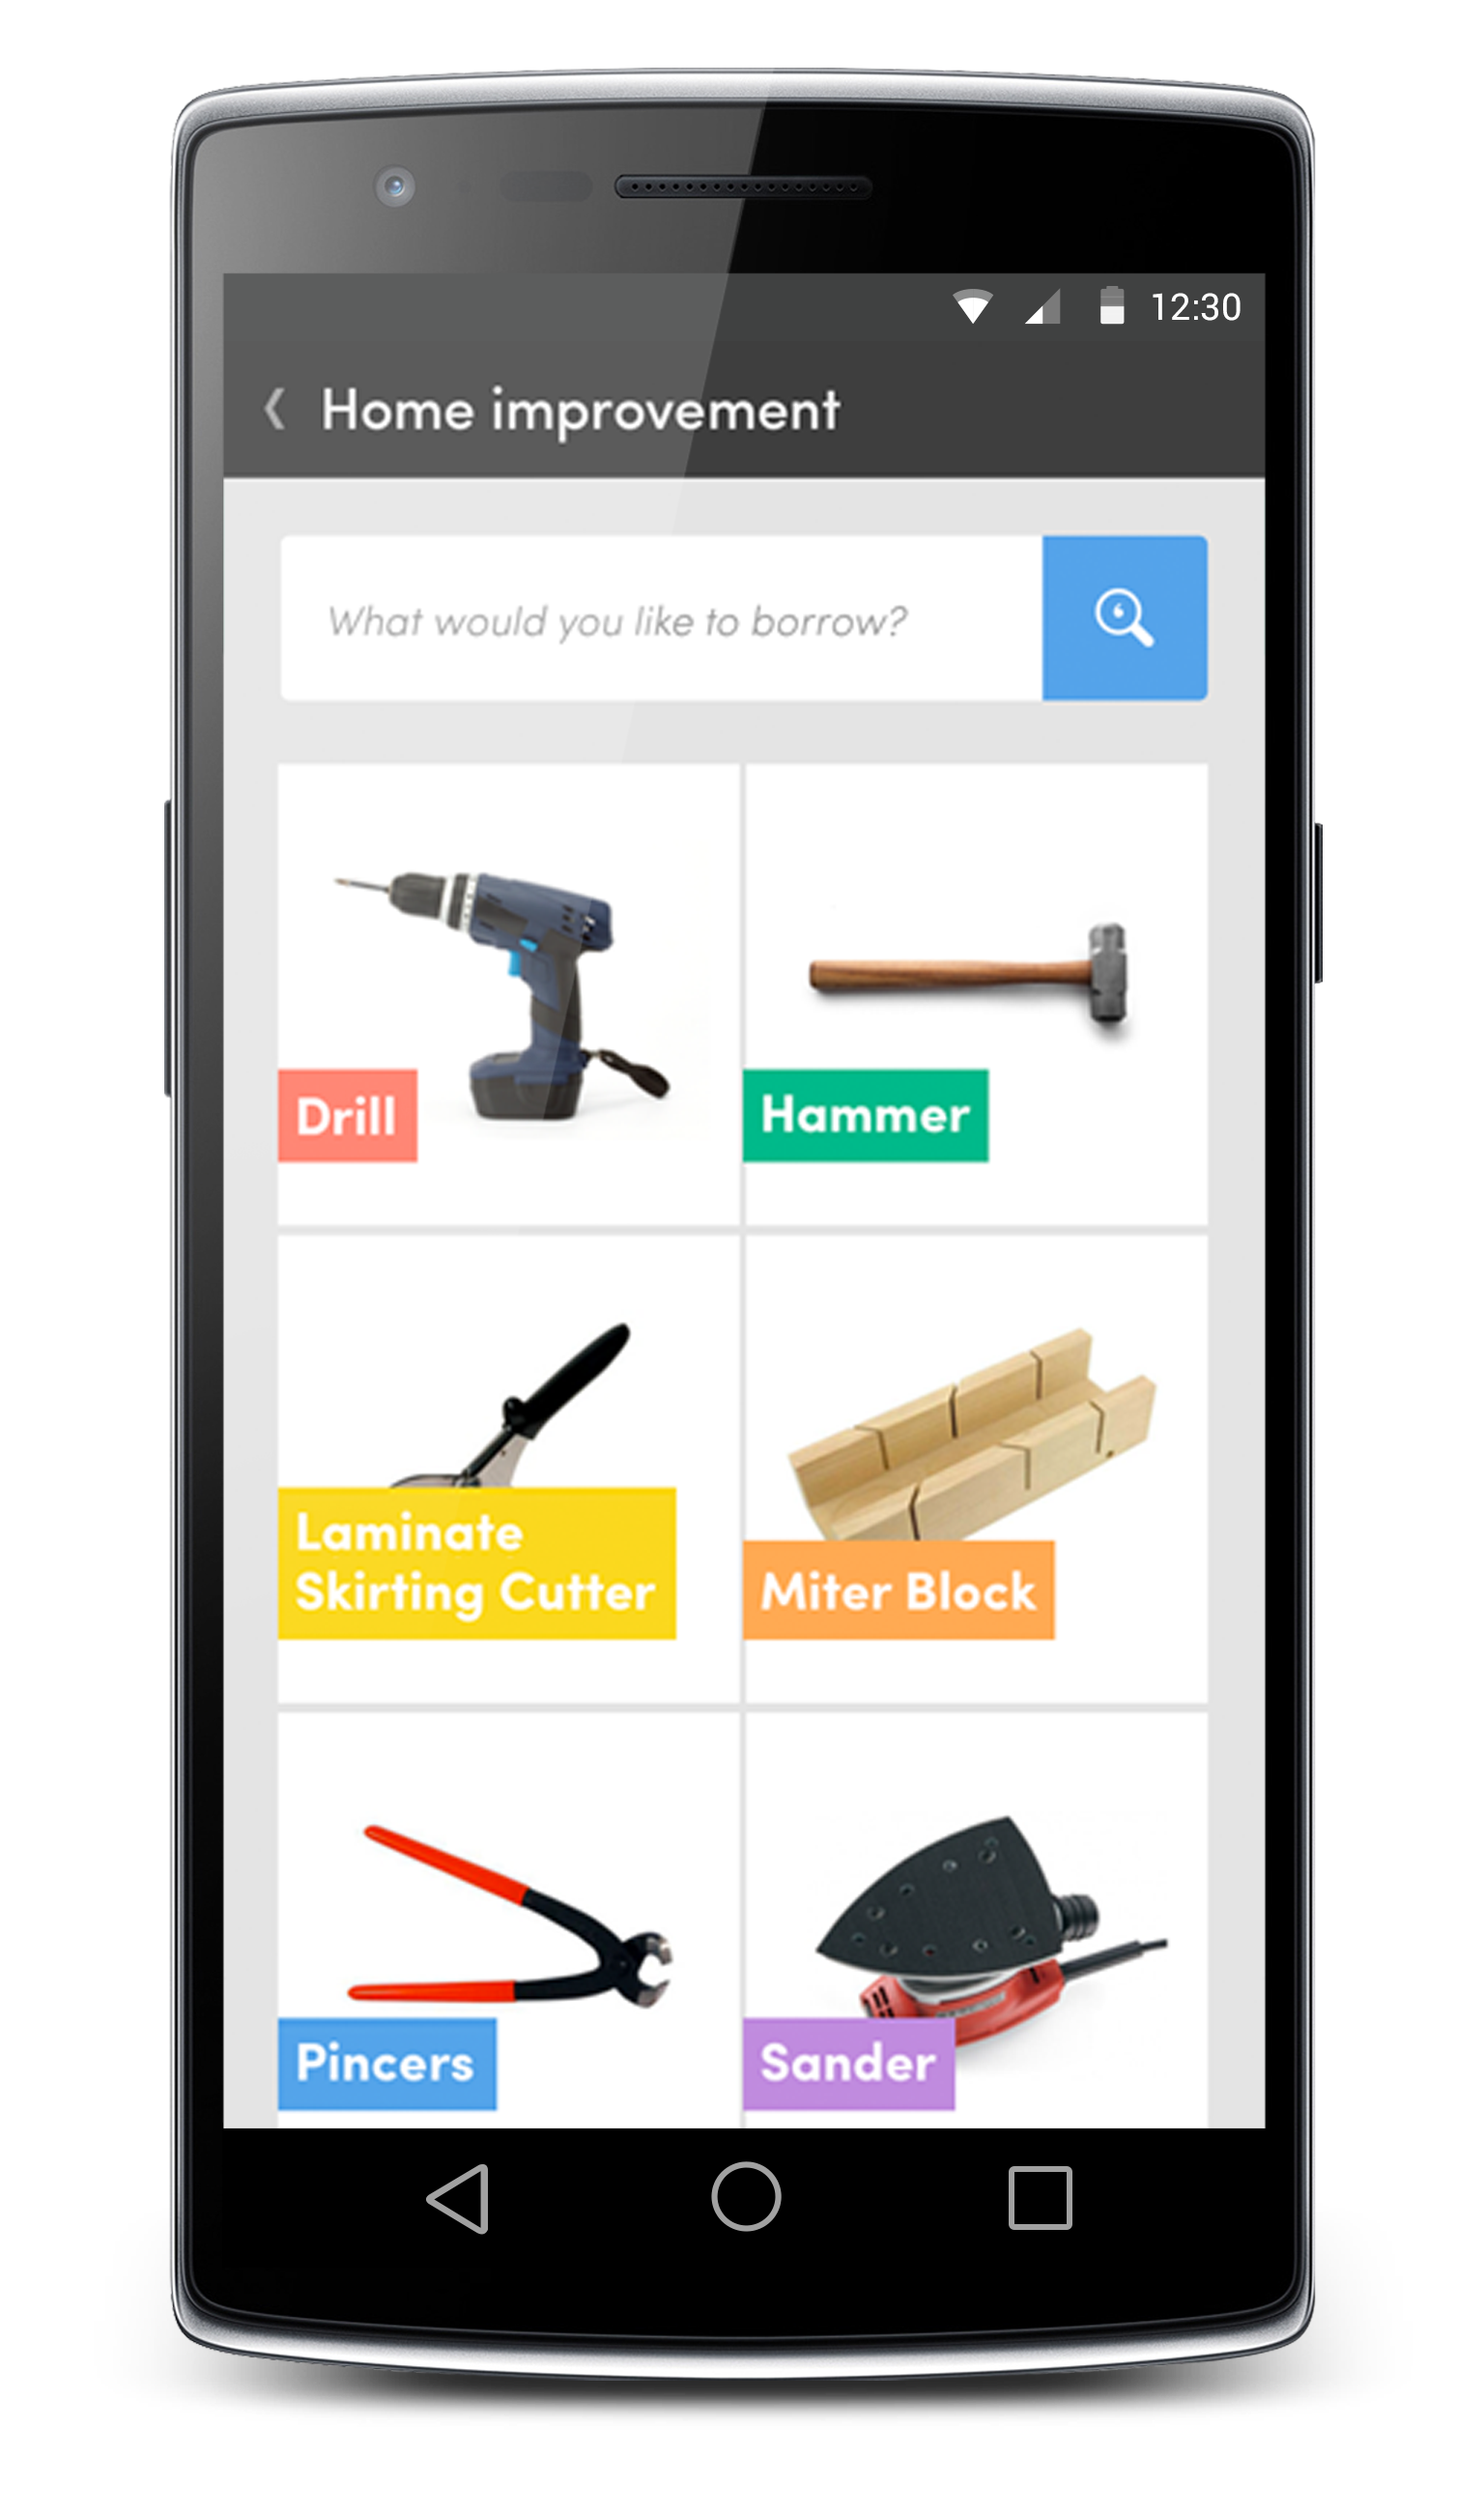 12:30
Home improvement
What would you like to borrow?
Drill
Hammer
Laminate
Skirting Cutter
Miter Block
Pincers
Sander